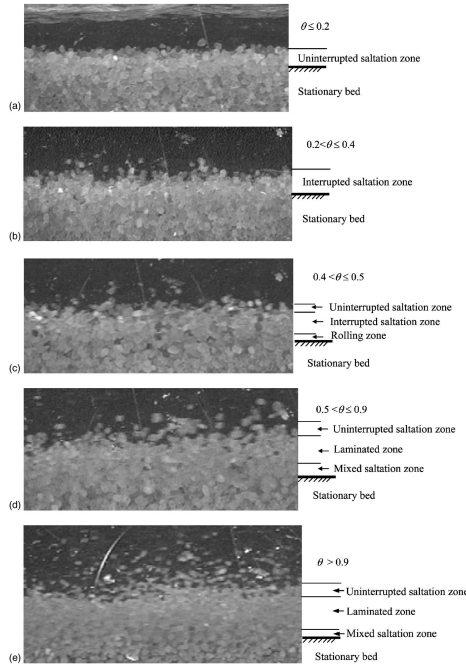 θ ≤ 0.2
Uninterrupted saltation zone
Stationary bed
(a)
0.2<θ ≤ 0.4
Interrupted saltation zone
Stationary bed
(b)
0.4 <θ ≤ 0.5
Uninterrupted saltation zone
Interrupted saltation zone
Rolling zone
Stationary bed
(c)
0.5 <θ ≤ 0.9
Uninterrupted saltation zone
Laminated zone
Mixed saltation zone
Stationary bed
(d)
θ > 0.9
Uninterrupted saltation zone
Laminated zone
Mixed saltation zone
Stationary bed
(e)